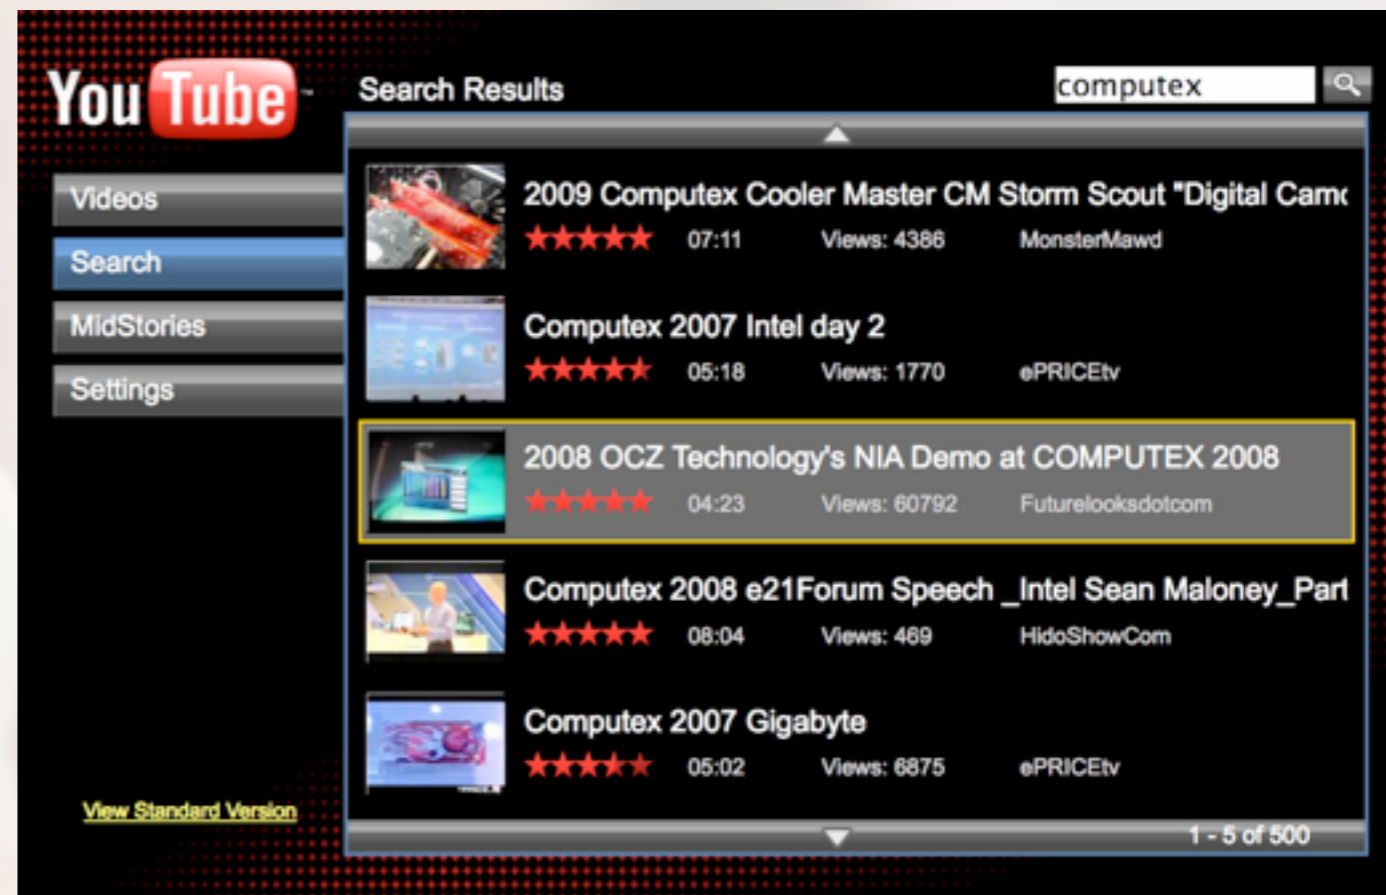 YouTube™
Search Results
computex
Videos
Search
MidStories
Settings
View Standard Version
2009 Computex Cooler Master CM Storm Scout "Digital Camo
07:11 Views: 4386 MonsterMawd
Computex 2007 Intel day 2
05:18 Views: 1770 ePRICEtv
2008 OCZ Technology's NIA Demo at COMPUTEX 2008
04:23 Views: 60792 Futurelooksdotcom
Computex 2008 e21Forum Speech _Intel Sean Maloney_Part
08:04 Views: 469 HidoShowCom
Computex 2007 Gigabyte
05:02 Views: 6875 ePRICEtv
1 - 5 of 500